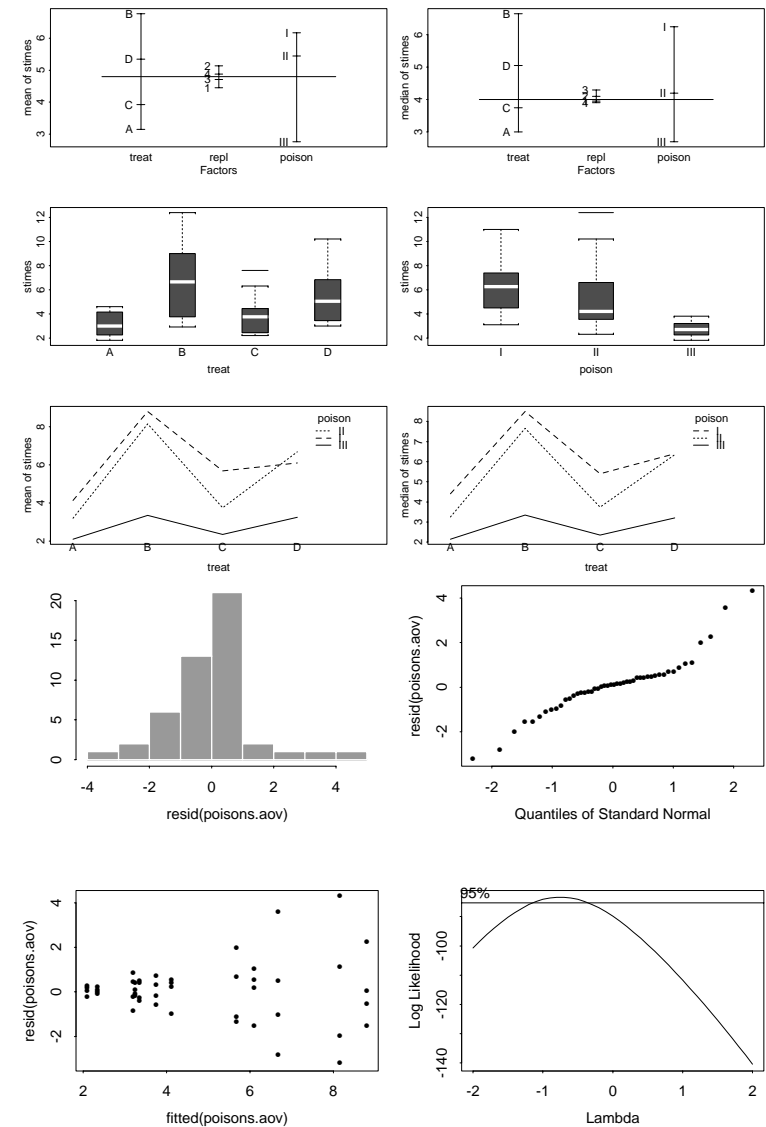 mean of stimes
3 4 5 6
B
D
C
A
2
4
3
1
I
II
III
treat repl poison
Factors
median of stimes
3 4 5 6
B
D
C
A
3
2
4
I
II
III
treat repl poison
Factors
stimes
2 4 6 8 10 12
A B C D
treat
stimes
2 4 6 8 10 12
I II III
poison
mean of stimes
2 4 6 8
A B C D
treat
poison
II
I
III
median of stimes
2 3 4 5 6 7 8
A B C D
treat
poison
I
II
III
0 5 10 15 20
-4 -2 0 2 4
resid(poisons.aov)
resid(poisons.aov)
-2 0 2 4
-2 -1 0 1 2
Quantiles of Standard Normal
resid(poisons.aov)
-2 0 2 4
2 4 6 8
fitted(poisons.aov)
Log Likelihood
-140 -120 -100
95%
-2 -1 0 1 2
Lambda